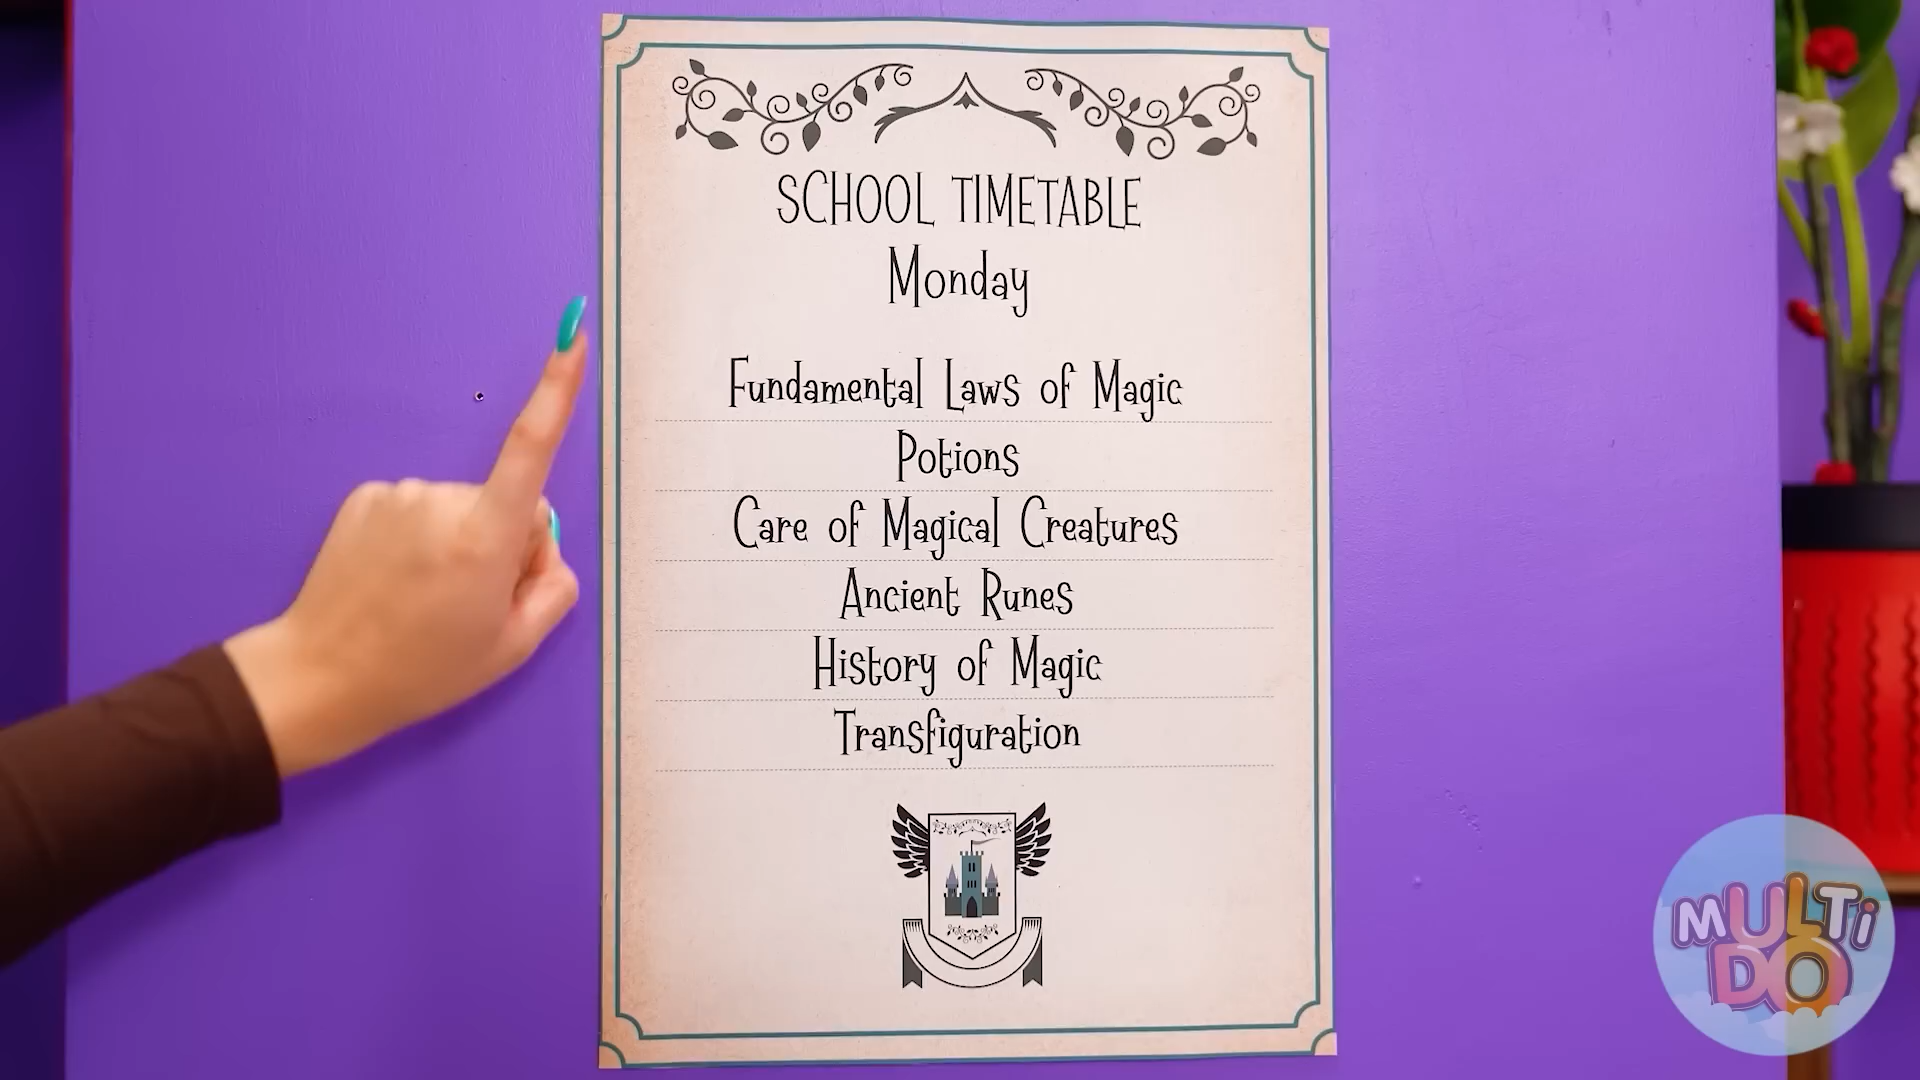 SCHOOL TIMETABLE
Monday
Fundamental Laws of Magic
Potions
Care of Magical Creatures
Ancient Runes
History of Magic
Transfiguration
MULTi
DO